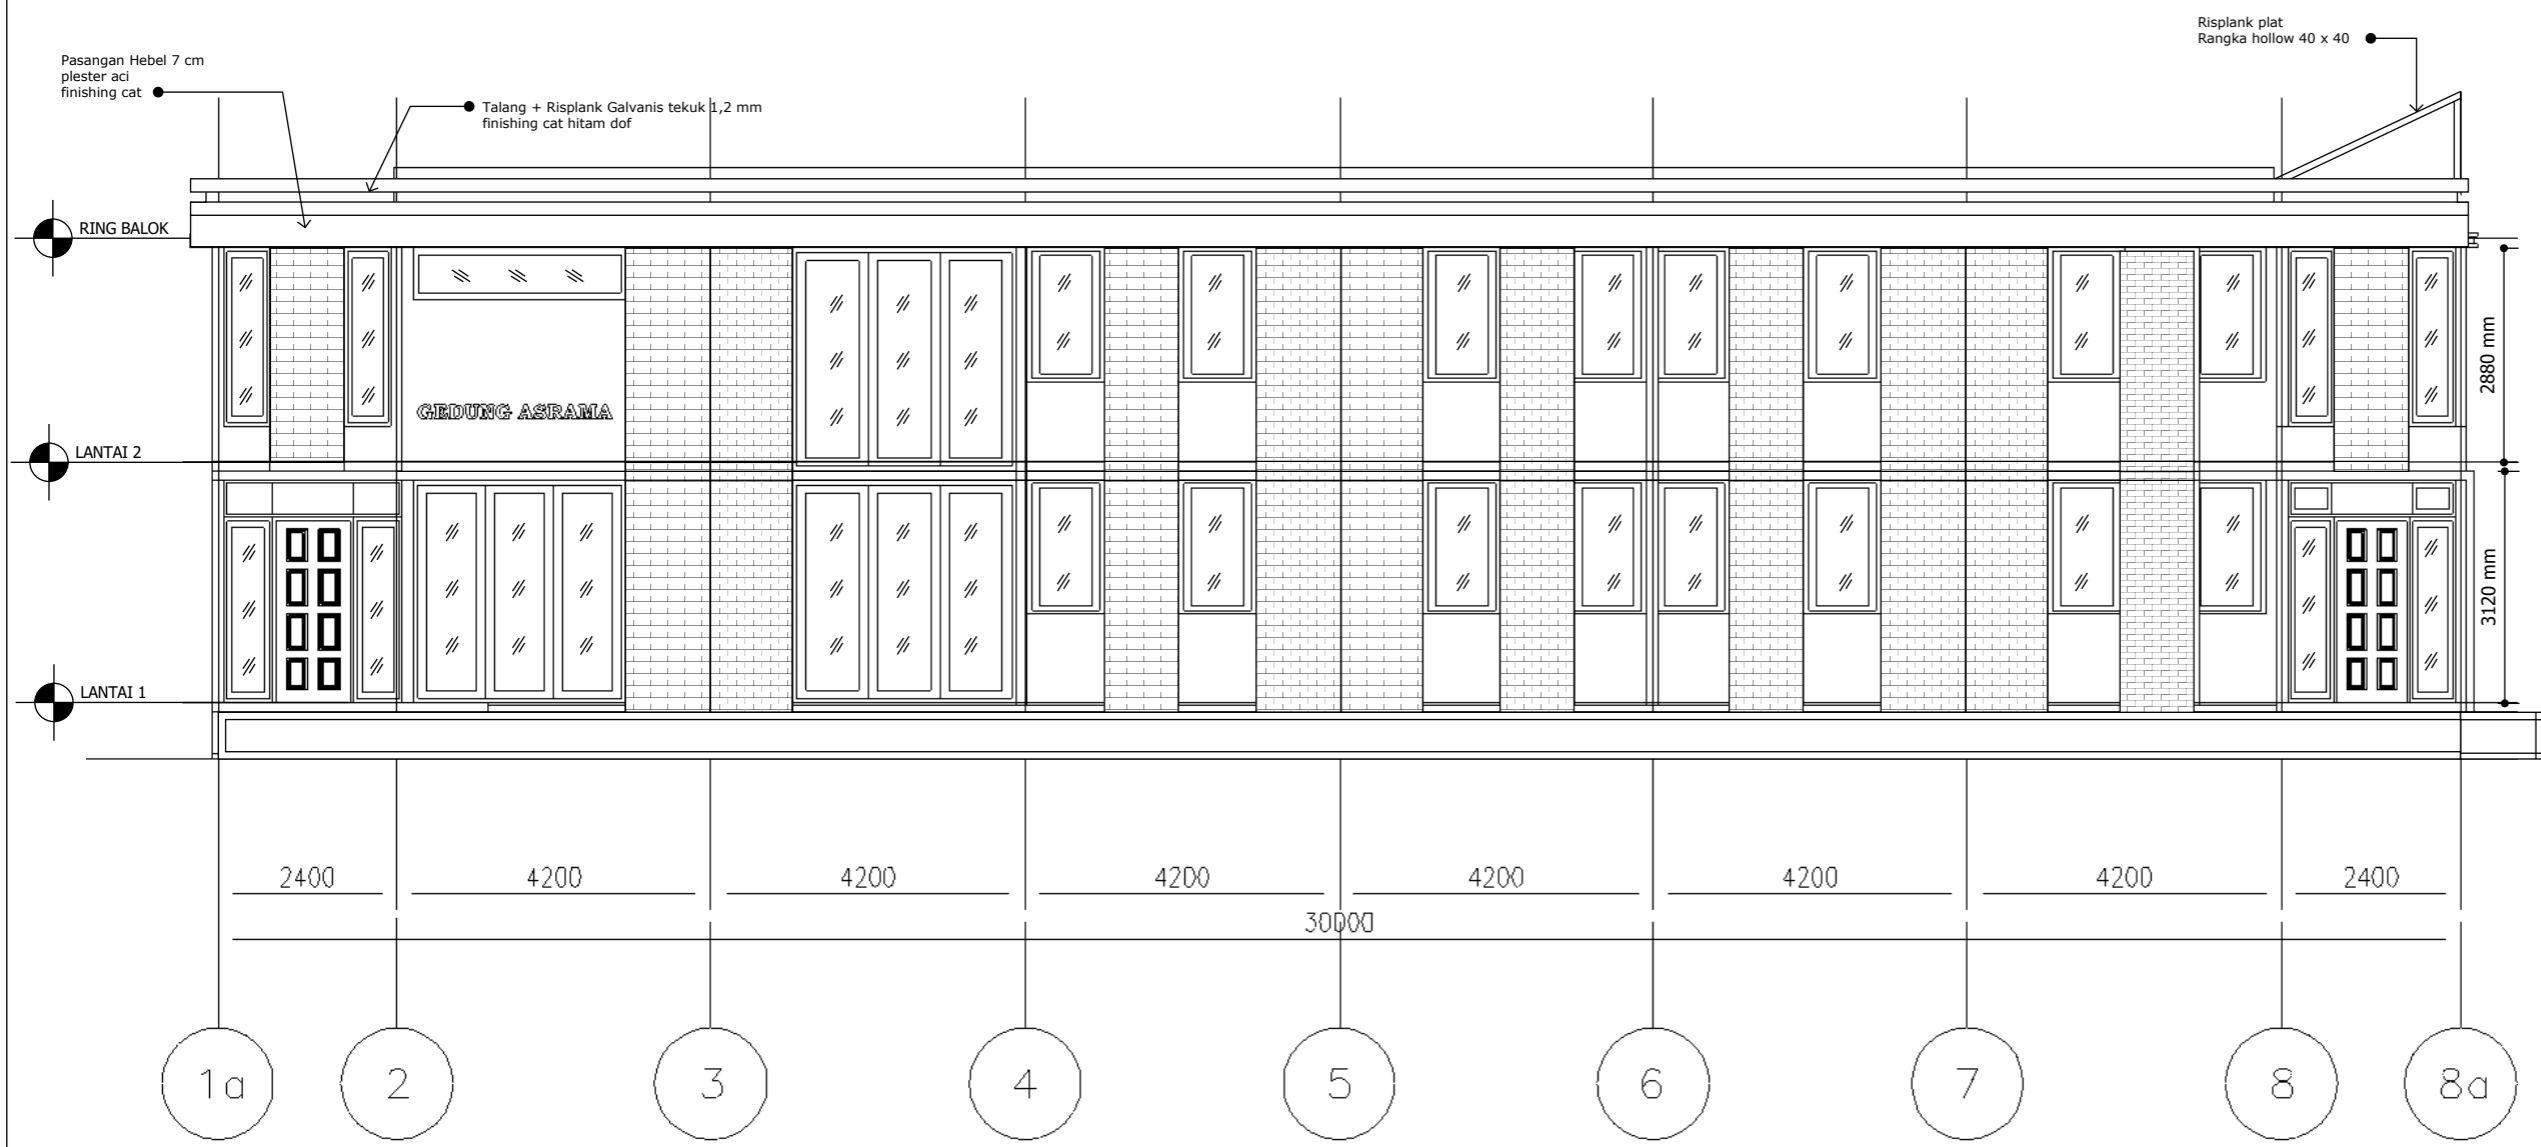 Risplank plat
Rangka hollow 40 x 40
Pasangan Hebel 7 cm
plester aci
finishing cat
Talang + Risplank Galvanis tekuk 1,2 mm
finishing cat hitam dof
RING BALOK
GEDUNG ASRAMA
2880 mm
LANTAI 2
3120 mm
LANTAI 1
2400 4200 4200 4200 4200 4200 4200 2400
30000
1a 2 3 4 5 6 7 8 8a